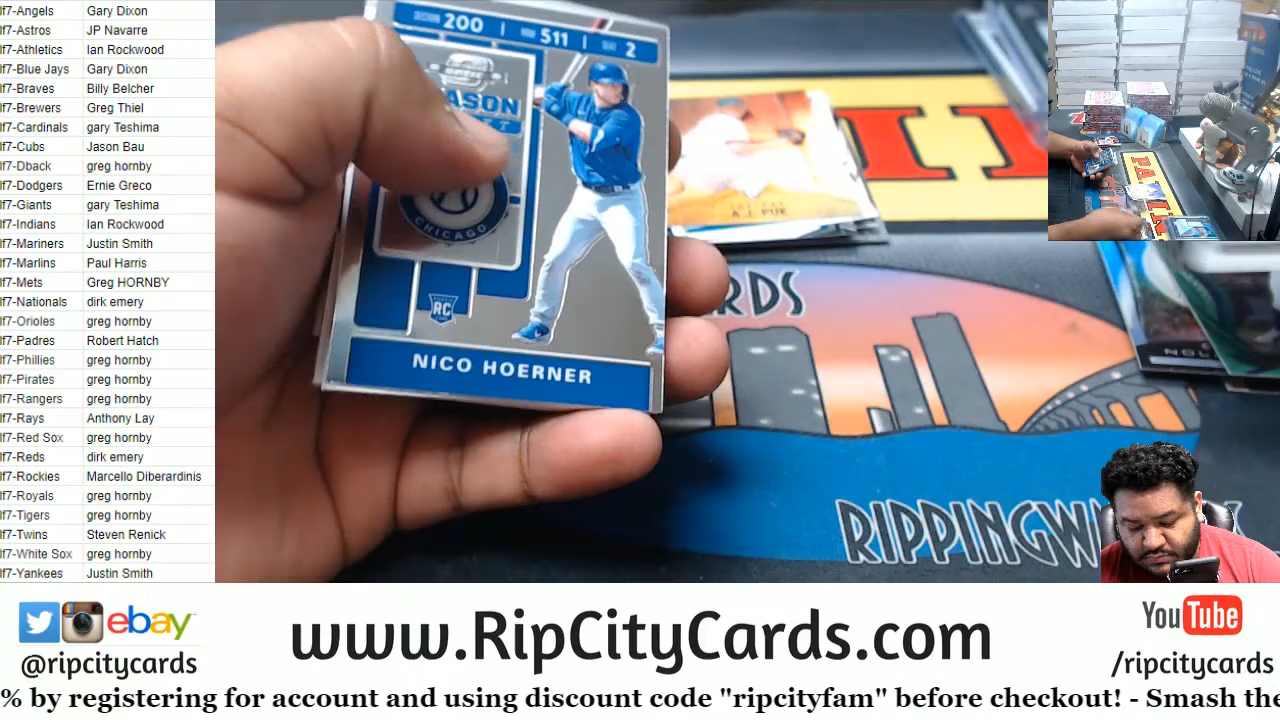 lf7-Angels Gary Dixon
lf7-Astros JP Navarre
lf7-Athletics Ian Rockwood
lf7-Blue Jays Gary Dixon
lf7-Braves Billy Belcher
lf7-Brewers Greg Thiel
lf7-Cardinals gary Teshima
lf7-Cubs Jason Bau
lf7-Dback greg hornby
lf7-Dodgers Ernie Greco
lf7-Giants gary Teshima
lf7-Indians Ian Rockwood
lf7-Mariners Justin Smith
lf7-Marlins Paul Harris
lf7-Mets Greg HORNBY
lf7-Nationals dirk emery
lf7-Orioles greg hornby
lf7-Padres Robert Hatch
lf7-Phillies greg hornby
lf7-Pirates greg hornby
lf7-Rangers greg hornby
lf7-Rays Anthony Lay
lf7-Red Sox greg hornby
lf7-Reds dirk emery
lf7-Rockies Marcello Diberardinis
lf7-Royals greg hornby
lf7-Tigers greg hornby
lf7-Twins Steven Renick
lf7-White Sox greg hornby
lf7-Yankees Justin Smith
SECTION 200 | ROW 511 | SEAT 2
OPTIC
ASON
CHICAGO
RC
NICO HOERNER
A.J. PUK
RDS
RIPPINGW
ebay
@ripcitycards
www.RipCityCards.com
YouTube
/ripcitycards
% by registering for account and using discount code "ripcityfam" before checkout! - Smash the